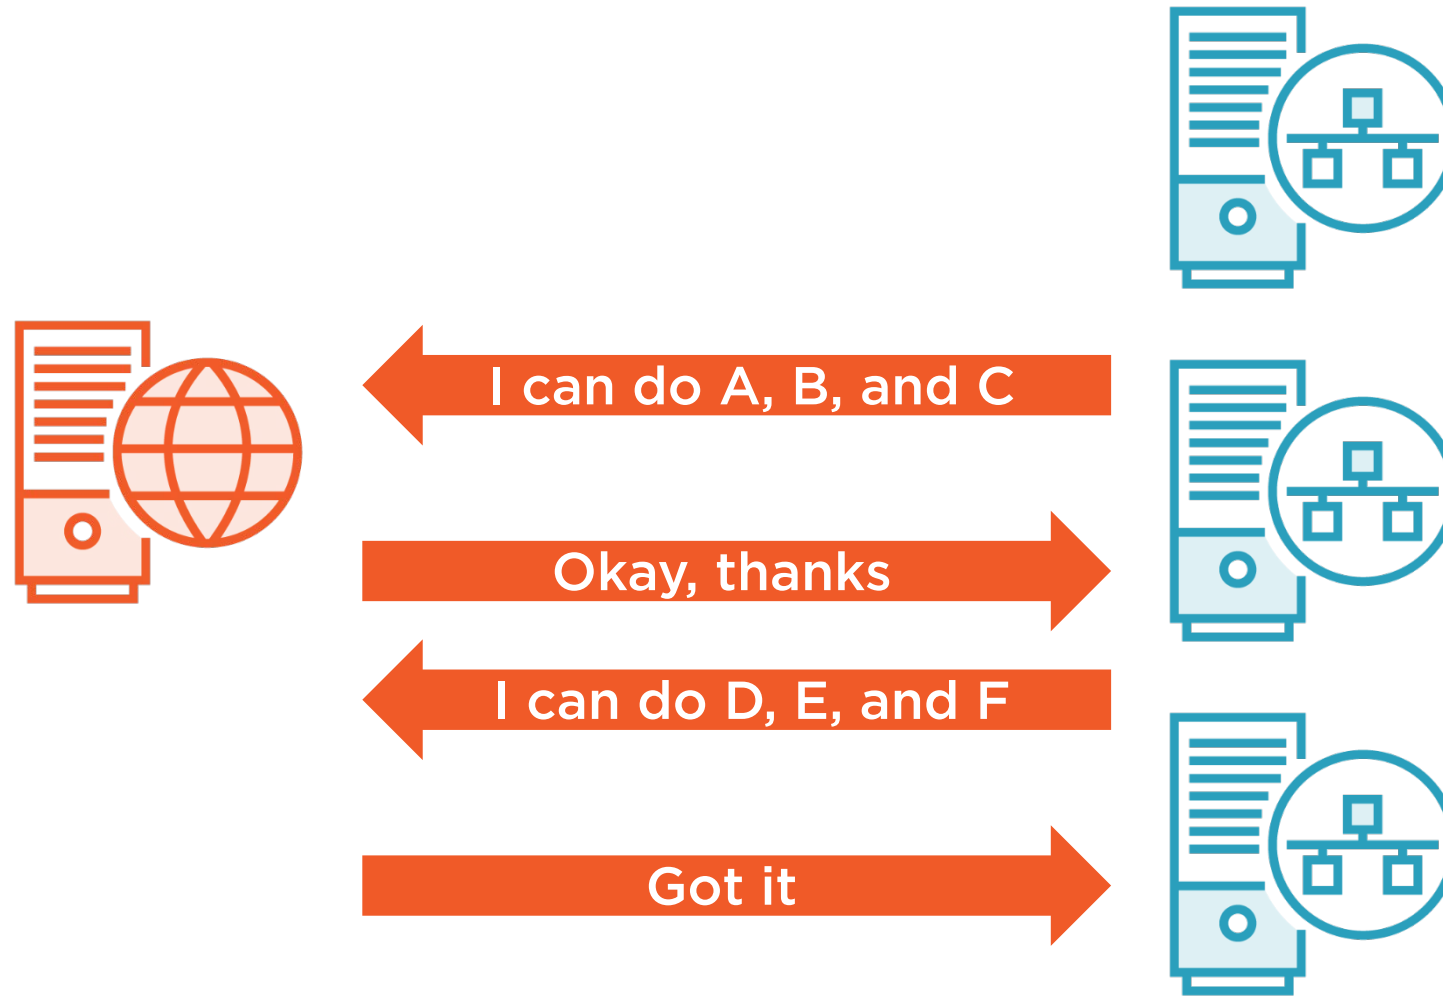 I can do A, B, and C
Okay, thanks
I can do D, E, and F
Got it